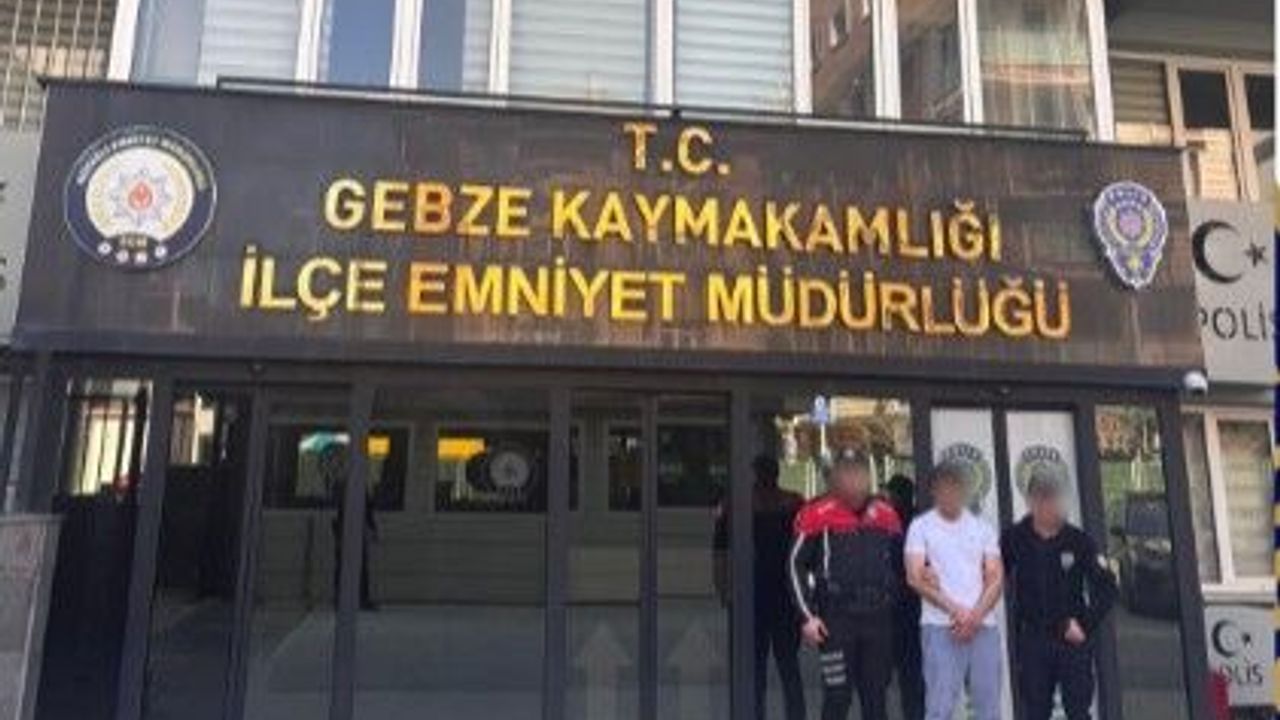 T.C.
GEBZE KAYMAKAMLIĞI
İLÇE EMNİYET MÜDÜRLÜĞÜ
POLİS
POLİS